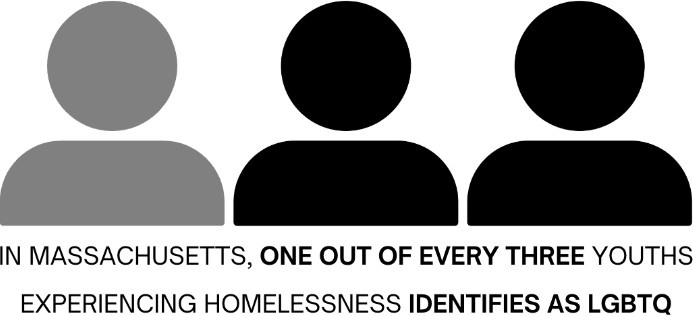 IN MASSACHUSETTS, ONE OUT OF EVERY THREE YOUTHS
EXPERIENCING HOMELESSNESS IDENTIFIES AS LGBTQ